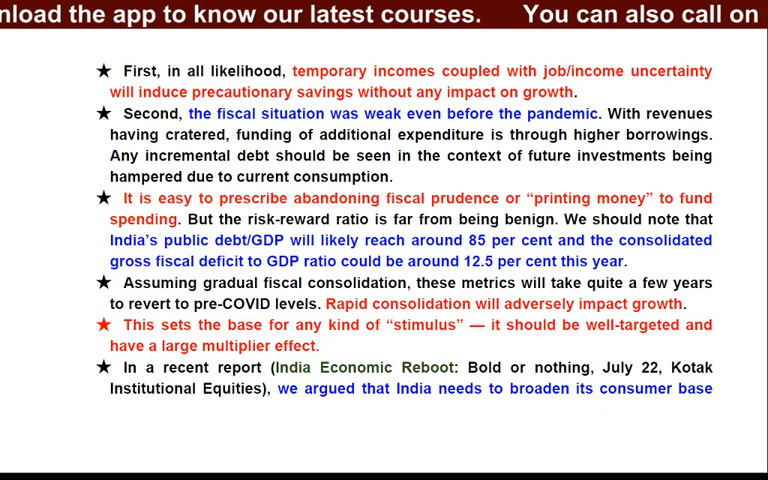 nload the app to know our latest courses. You can also call on
★ First, in all likelihood, temporary incomes coupled with job/income uncertainty
will induce precautionary savings without any impact on growth.
★ Second, the fiscal situation was weak even before the pandemic. With revenues
having cratered, funding of additional expenditure is through higher borrowings.
Any incremental debt should be seen in the context of future investments being
hampered due to current consumption.
★ It is easy to prescribe abandoning fiscal prudence or “printing money” to fund
spending. But the risk-reward ratio is far from being benign. We should note that
India’s public debt/GDP will likely reach around 85 per cent and the consolidated
gross fiscal deficit to GDP ratio could be around 12.5 per cent this year.
★ Assuming gradual fiscal consolidation, these metrics will take quite a few years
to revert to pre-COVID levels. Rapid consolidation will adversely impact growth.
★ This sets the base for any kind of “stimulus” — it should be well-targeted and
have a large multiplier effect.
★ In a recent report (India Economic Reboot: Bold or nothing, July 22, Kotak
Institutional Equities), we argued that India needs to broaden its consumer base